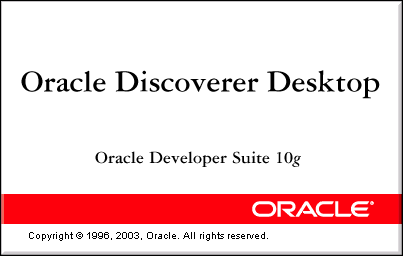 Oracle Discoverer Desktop
Oracle Developer Suite 10g
ORACLE®
Copyright © 1996, 2003, Oracle. All rights reserved.